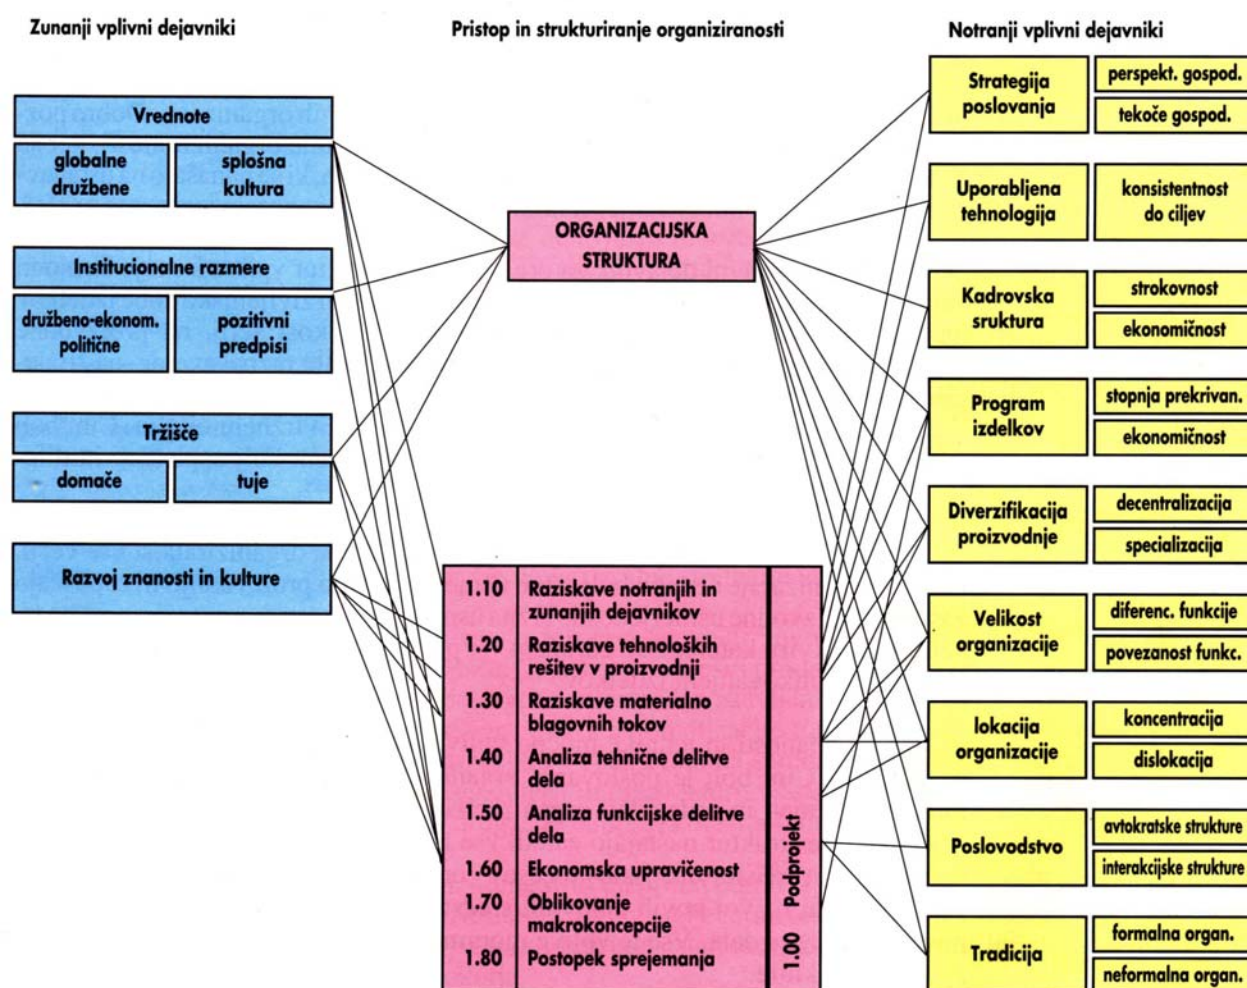 Zunanji vplivni dejavniki
Pristop in strukturiranje organiziranosti
Notranji vplivni dejavniki
Vrednote
globalne
družbene
splošna
kultura
Institucionalne razmere
družbeno-ekonom.
politične
pozitivni
predpisi
Tržišče
domače
tuje
Razvoj znanosti in kulture
ORGANIZACIJSKA
STRUKTURA
1.10 Raziskave notranjih in
zunanjih dejavnikov
1.20 Raziskave tehnoloških
rešitev v proizvodnji
1.30 Raziskave materialno
blagovnih tokov
1.40 Analiza tehnične delitve
dela
1.50 Analiza funkcijske delitve
dela
1.60 Ekonomska upravičenost
1.70 Oblikovanje
makrokoncepcije
1.80 Postopek sprejemanja
1.00 Podprojekt
Strategija
poslovanja
perspekt. gospod.
tekoče gospod.
Uporabljena
tehnologija
konsistentnost
do ciljev
Kadrovska
sruktura
strokovnost
ekonomičnost
Program
izdelkov
stopnja prekrivan.
ekonomičnost
Diverzifikacija
proizvodnje
decentralizacija
specializacija
Velikost
organizacije
diferenc. funkcije
povezanost funkc.
lokacija
organizacije
koncentracija
dislokacija
Poslovodstvo
avtokratske strukture
interakcijske strukture
Tradicija
formalna organ.
neformalna organ.